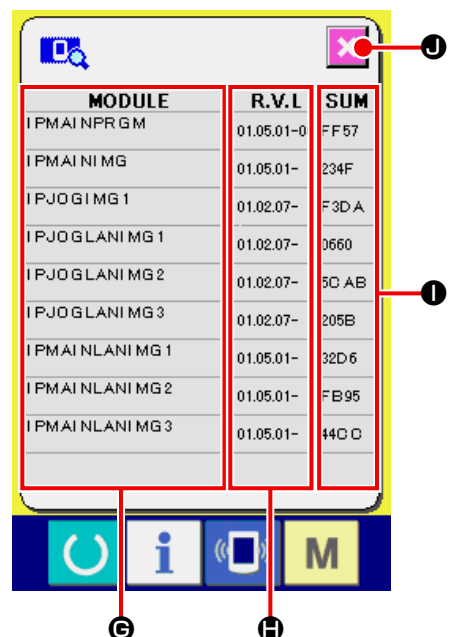 J
MODULE R.V.L SUM
IPMAINPRGM 01.05.01-0 FF57
IPMAINIMG 01.05.01- 234F
IPJOGIMG1 01.02.07- F3DA
IPJOGLANIMG1 01.02.07- 0660
IPJOGLANIMG2 01.02.07- 5CAB
I
IPJOGLANIMG3 01.02.07- 205B
IPMAINLANIMG1 01.05.01- 32D6
IPMAINLANIMG2 01.05.01- FB95
IPMAINLANIMG3 01.05.01- 44CC
i M
G H